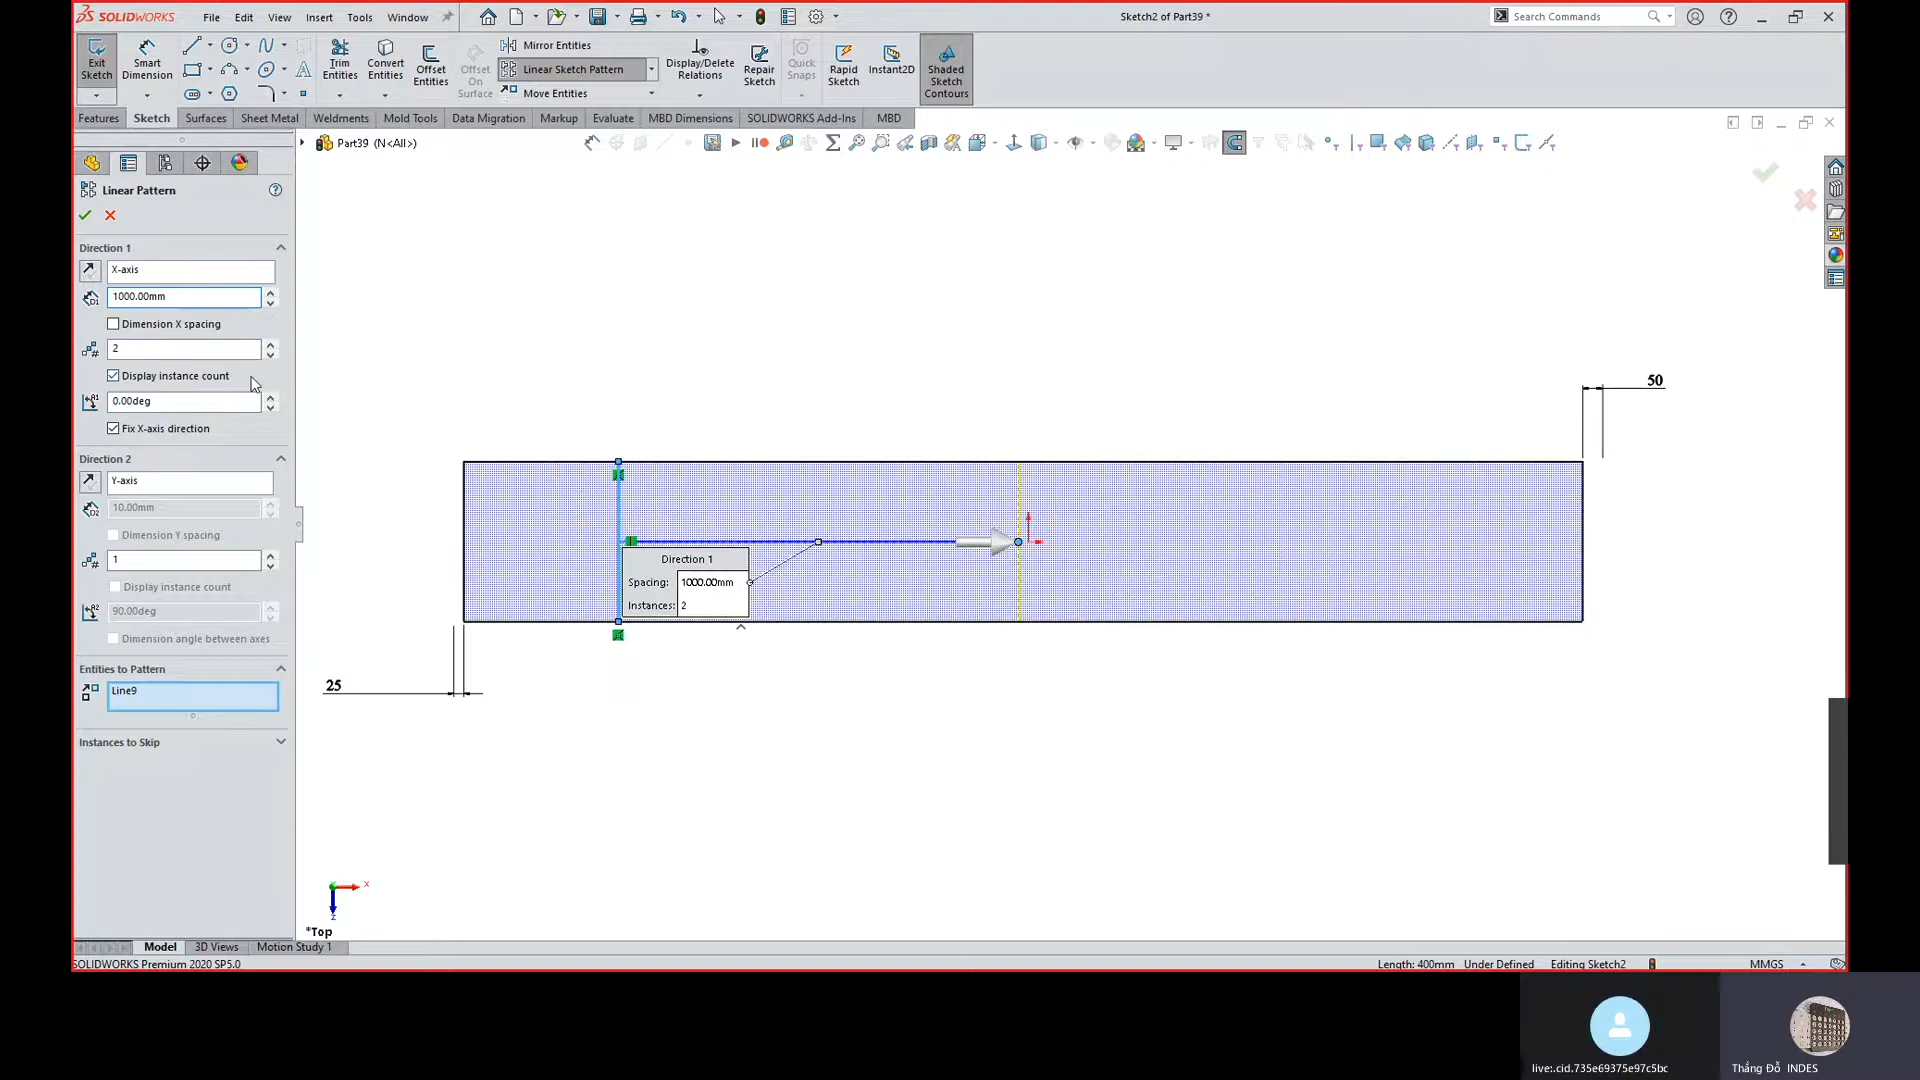 SOLIDWORKS File Edit View Insert Tools Window
Sketch2 of Part39 *
Search Commands
Exit Sketch
Smart Dimension
Trim Entities
Convert Entities
Offset Entities
Offset On Surface
Mirror Entities
Linear Sketch Pattern
Move Entities
Display/Delete Relations
Repair Sketch
Quick Snaps
Rapid Sketch
Instant2D
Shaded Sketch Contours
Features Sketch Surfaces Sheet Metal Weldments Mold Tools Data Migration Markup Evaluate MBD Dimensions SOLIDWORKS Add-Ins MBD
Part39 (N<All>)
Linear Pattern
Direction 1
X-axis
1000.00mm
Dimension X spacing
2
Display instance count
0.00deg
Fix X-axis direction
Direction 2
Y-axis
10.00mm
Dimension Y spacing
1
Display instance count
90.00deg
Dimension angle between axes
Entities to Pattern
Line9
Instances to Skip
50
Direction 1
Spacing: 1000.00mm
Instances: 2
25
x
z
*Top
Model 3D Views Motion Study 1
SOLIDWORKS Premium 2020 SP5.0
Length: 400mm Under Defined Editing Sketch2 MMGS
live:.cid.735e69375e97c5bc
Thắng Đỗ INDES